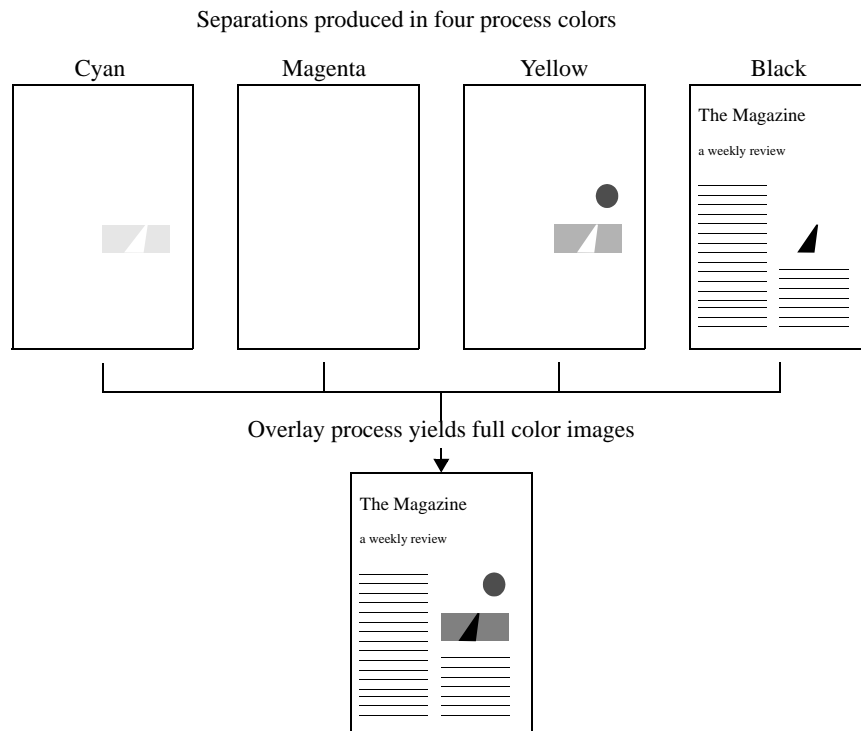 Separations produced in four process colors
Cyan
Magenta
Yellow
Black
The Magazine
a weekly review
Overlay process yields full color images
The Magazine
a weekly review